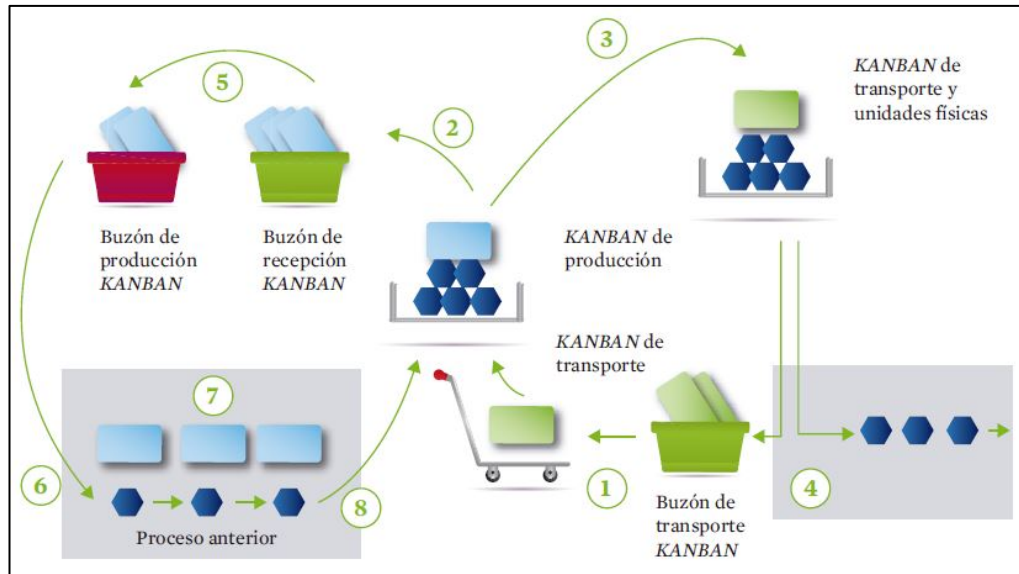 3
5
2
KANBAN de
transporte y
unidades físicas
Buzón de
producción
KANBAN
Buzón de
recepción
KANBAN
KANBAN de
producción
KANBAN de
transporte
7
6
8
1
4
Proceso anterior
Buzón de
transporte
KANBAN